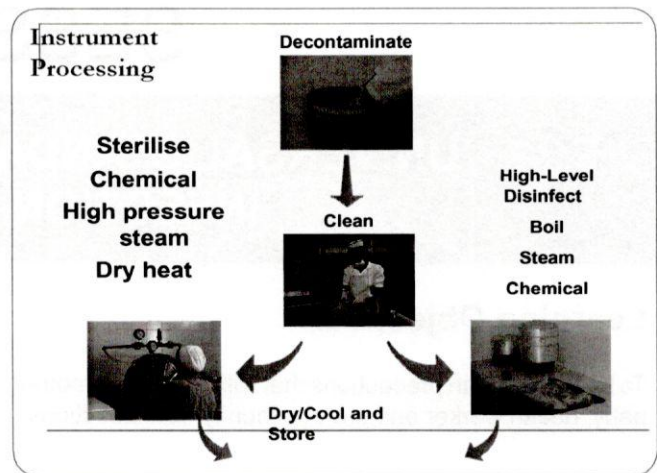 Instrument
Processing
Decontaminate
Sterilise
Chemical
High pressure
steam
Dry heat
Clean
High-Level
Disinfect
Boil
Steam
Chemical
Dry/Cool and
Store